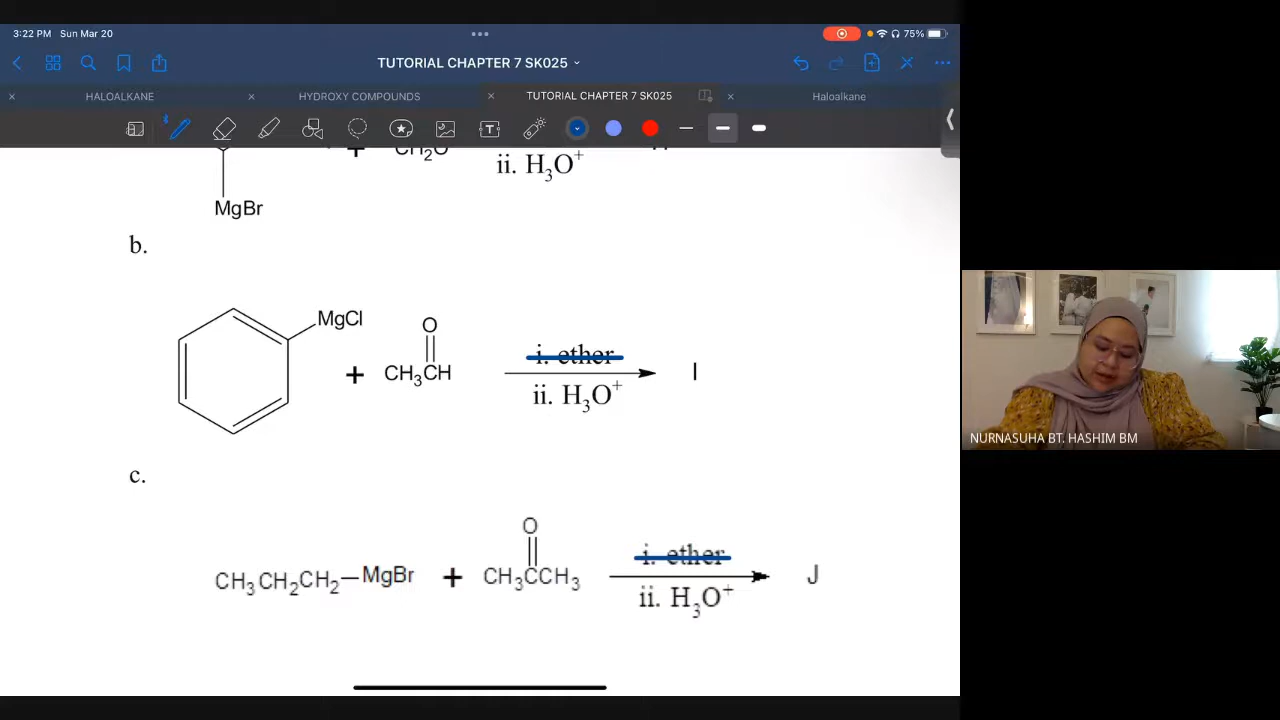 3:22 PM Sun Mar 20
75%
TUTORIAL CHAPTER 7 SK025
HALOALKANE
HYDROXY COMPOUNDS
TUTORIAL CHAPTER 7 SK025
Haloalkane
+ CH2O
ii. H3O+
MgBr
b.
MgCl
O
+ CH3CH
i. ether
ii. H3O+
I
c.
O
CH3CH2CH2—MgBr + CH3CCH3
i. ether
ii. H3O+
J
NURNASUHA BT. HASHIM BM